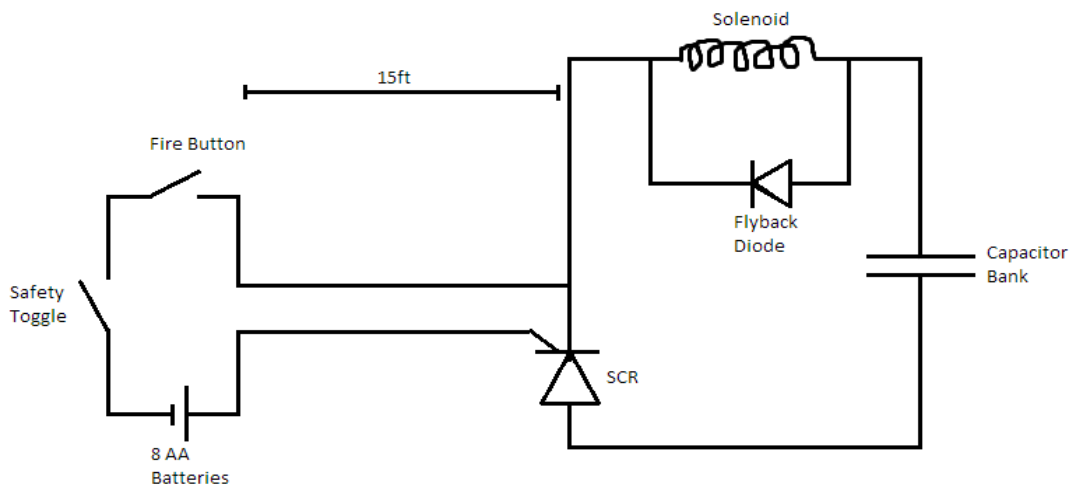 Solenoid
15ft
Fire Button
Flyback
Diode
Capacitor
Bank
Safety
Toggle
SCR
8 AA
Batteries